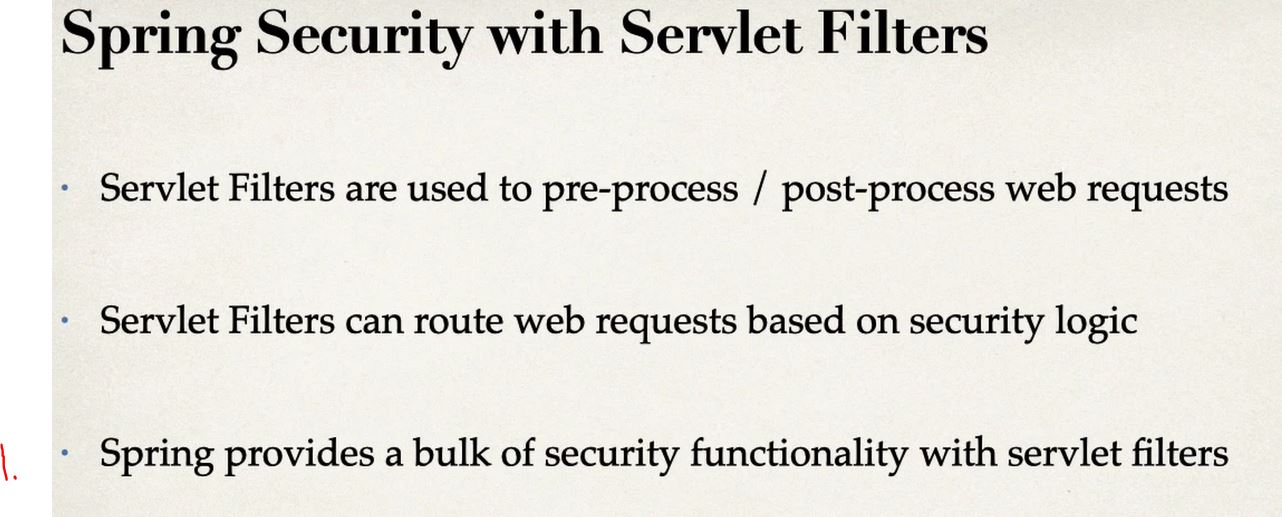 Spring Security with Servlet Filters
· Servlet Filters are used to pre-process / post-process web requests
· Servlet Filters can route web requests based on security logic
· Spring provides a bulk of security functionality with servlet filters